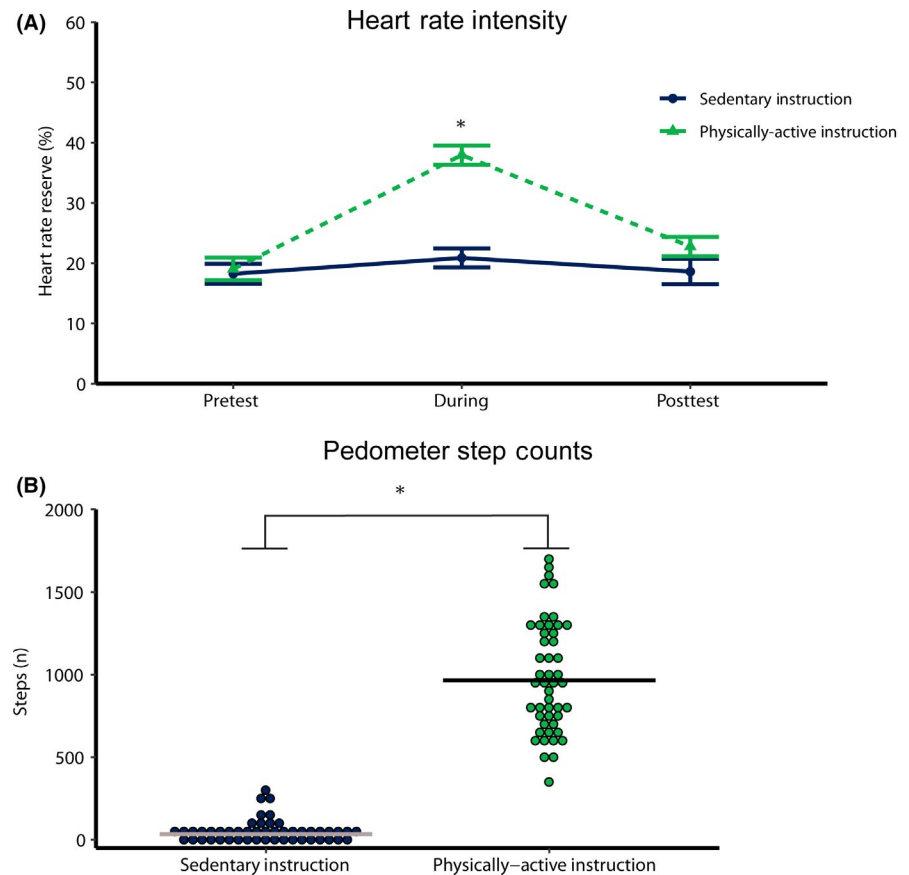 (A)
Heart rate intensity
60
50
40
30
20
10
0
Heart rate reserve (%)
*
Sedentary instruction
Physically-active instruction
Pretest During Posttest
Pedometer step counts
(B)
*
2000
1500
1000
500
0
Steps (n)
Sedentary instruction Physically–active instruction